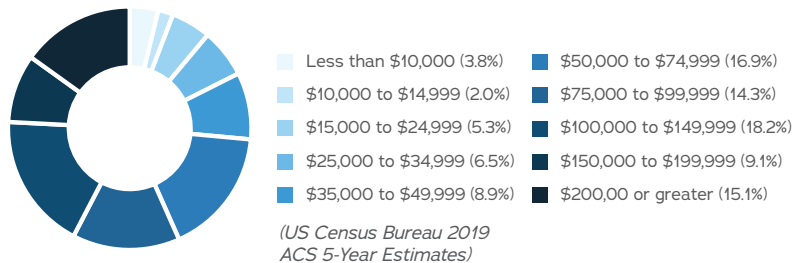 Less than $10,000 (3.8%)
$10,000 to $14,999 (2.0%)
$15,000 to $24,999 (5.3%)
$25,000 to $34,999 (6.5%)
$35,000 to $49,999 (8.9%)
$50,000 to $74,999 (16.9%)
$75,000 to $99,999 (14.3%)
$100,000 to $149,999 (18.2%)
$150,000 to $199,999 (9.1%)
$200,00 or greater (15.1%)
(US Census Bureau 2019
ACS 5-Year Estimates)